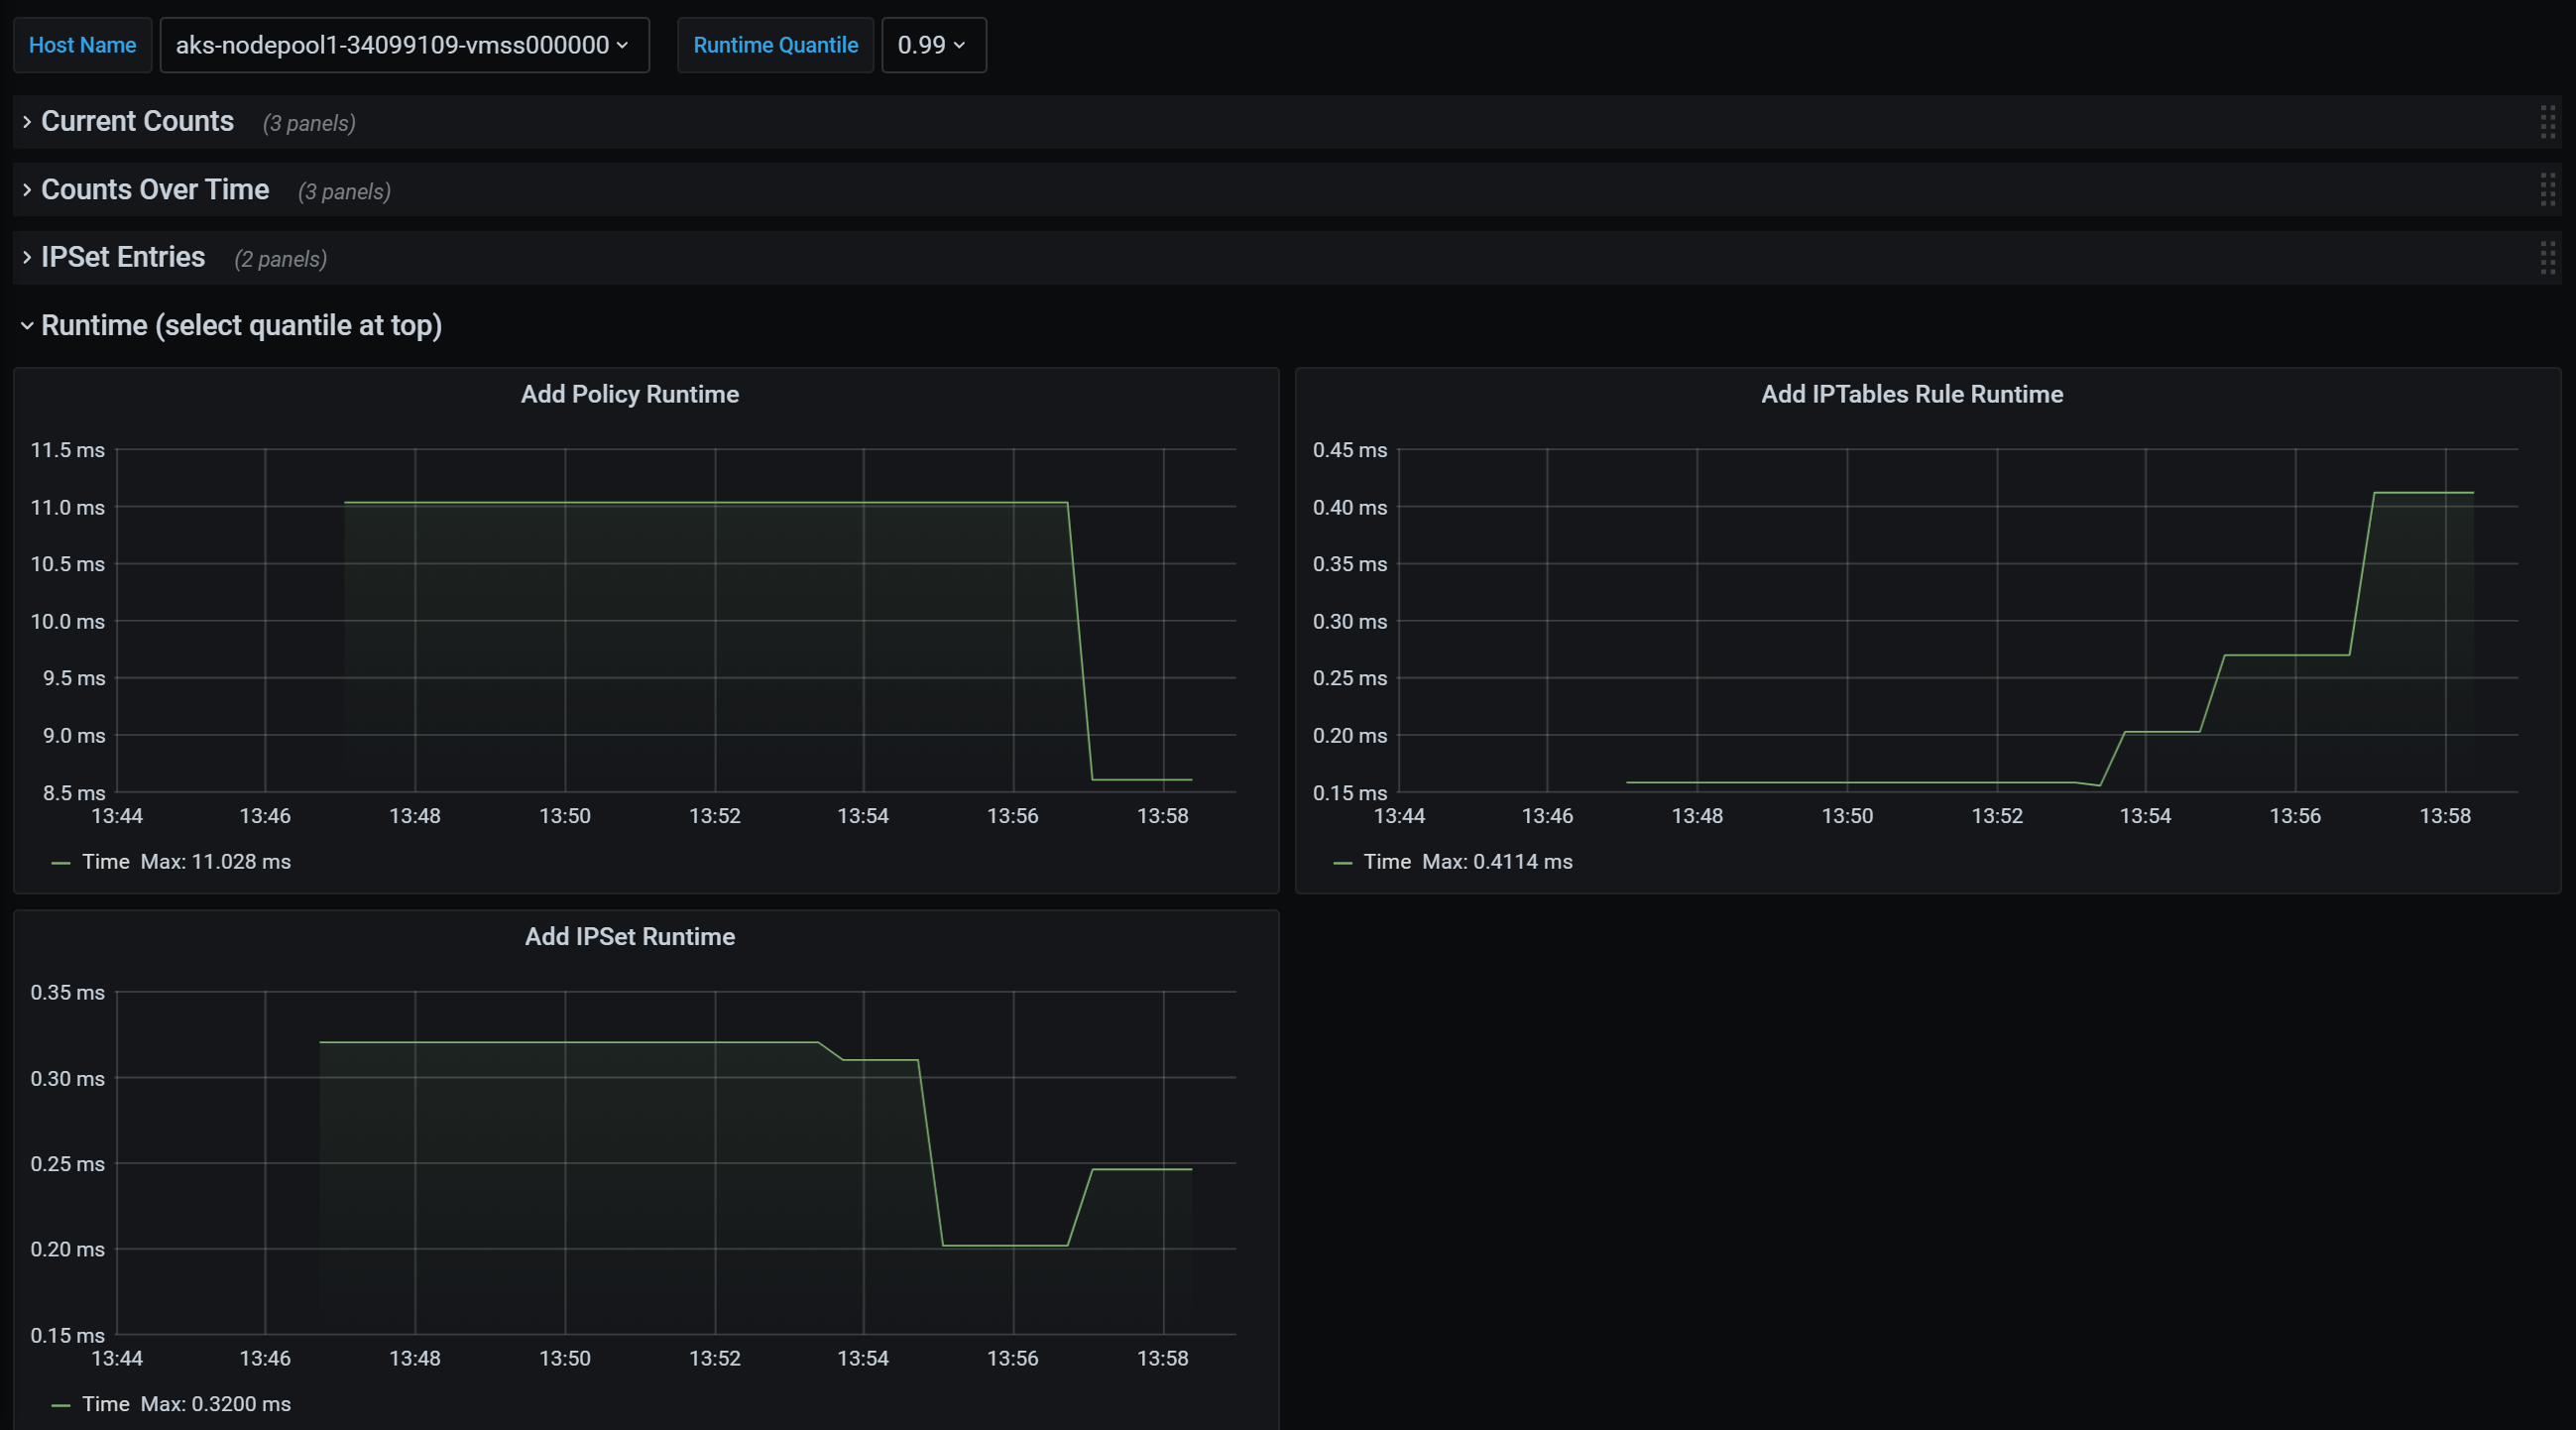 Host Name aks-nodepool1-34099109-vmss000000 Runtime Quantile 0.99
Current Counts (3 panels)
Counts Over Time (3 panels)
IPSet Entries (2 panels)
Runtime (select quantile at top)
Add Policy Runtime
11.5 ms
11.0 ms
10.5 ms
10.0 ms
9.5 ms
9.0 ms
8.5 ms
13:44 13:46 13:48 13:50 13:52 13:54 13:56 13:58
Time Max: 11.028 ms
Add IPTables Rule Runtime
0.45 ms
0.40 ms
0.35 ms
0.30 ms
0.25 ms
0.20 ms
0.15 ms
13:44 13:46 13:48 13:50 13:52 13:54 13:56 13:58
Time Max: 0.4114 ms
Add IPSet Runtime
0.35 ms
0.30 ms
0.25 ms
0.20 ms
0.15 ms
13:44 13:46 13:48 13:50 13:52 13:54 13:56 13:58
Time Max: 0.3200 ms